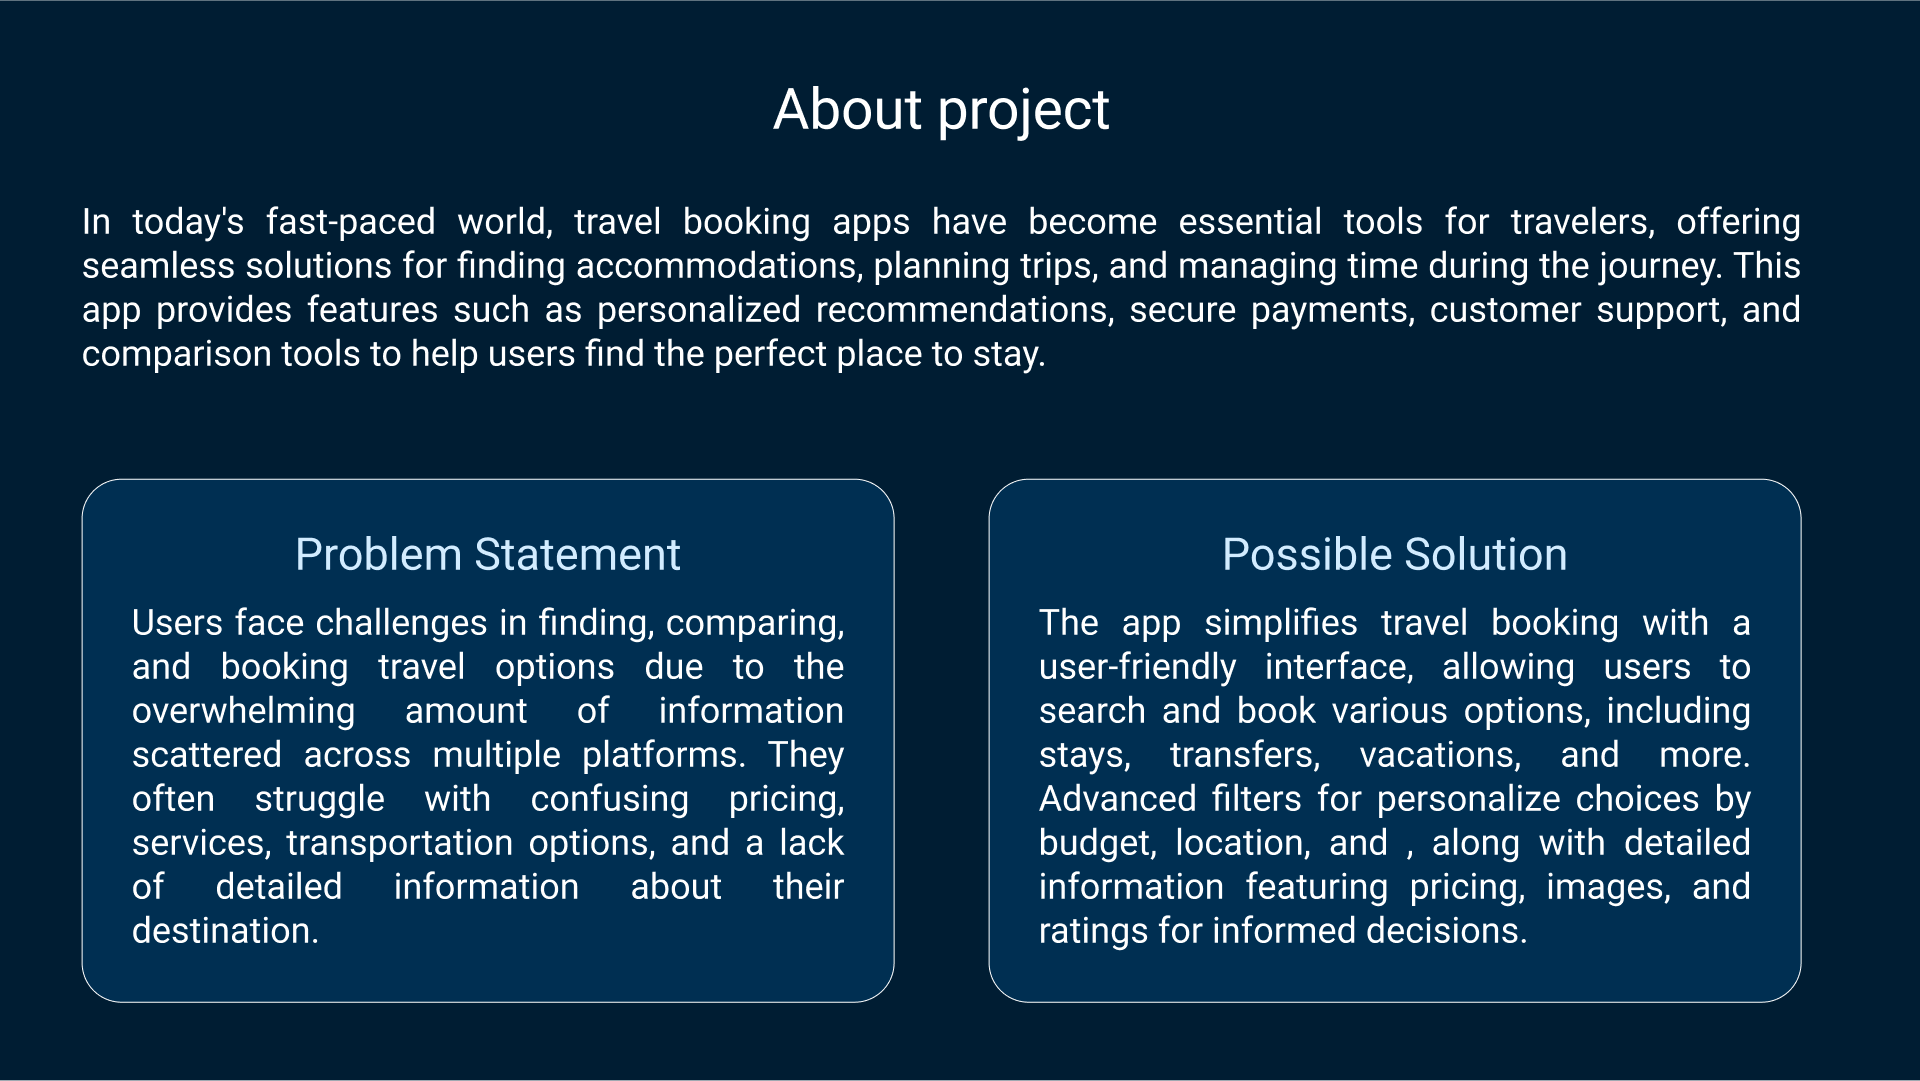 About project
In today's fast-paced world, travel booking apps have become essential tools for travelers, offering
seamless solutions for finding accommodations, planning trips, and managing time during the journey. This
app provides features such as personalized recommendations, secure payments, customer support, and
comparison tools to help users find the perfect place to stay.
Problem Statement
Users face challenges in finding, comparing,
and booking travel options due to the
overwhelming amount of information
scattered across multiple platforms. They
often struggle with confusing pricing,
services, transportation options, and a lack
of detailed information about their
destination.
Possible Solution
The app simplifies travel booking with a
user-friendly interface, allowing users to
search and book various options, including
stays, transfers, vacations, and more.
Advanced filters for personalize choices by
budget, location, and , along with detailed
information featuring pricing, images, and
ratings for informed decisions.